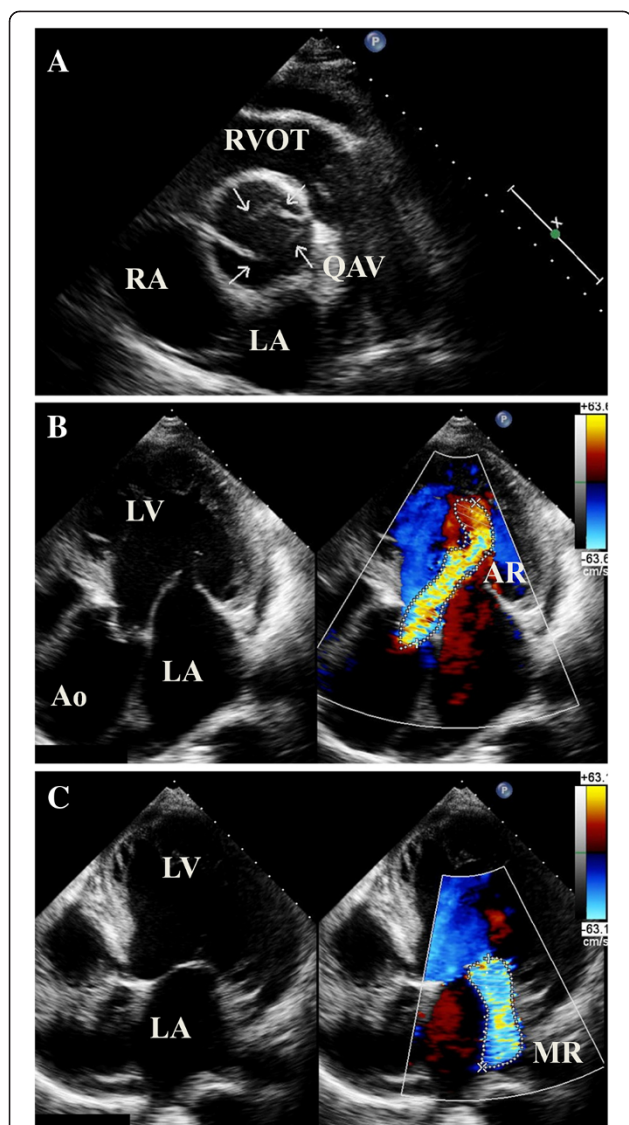 A
P
RVOT
RA
QAV
LA
B
P
+63.6
LV
AR
-63.6
cm/s
Ao
LA
C
P
+63.1
LV
-63.1
cm/s
LA
MR